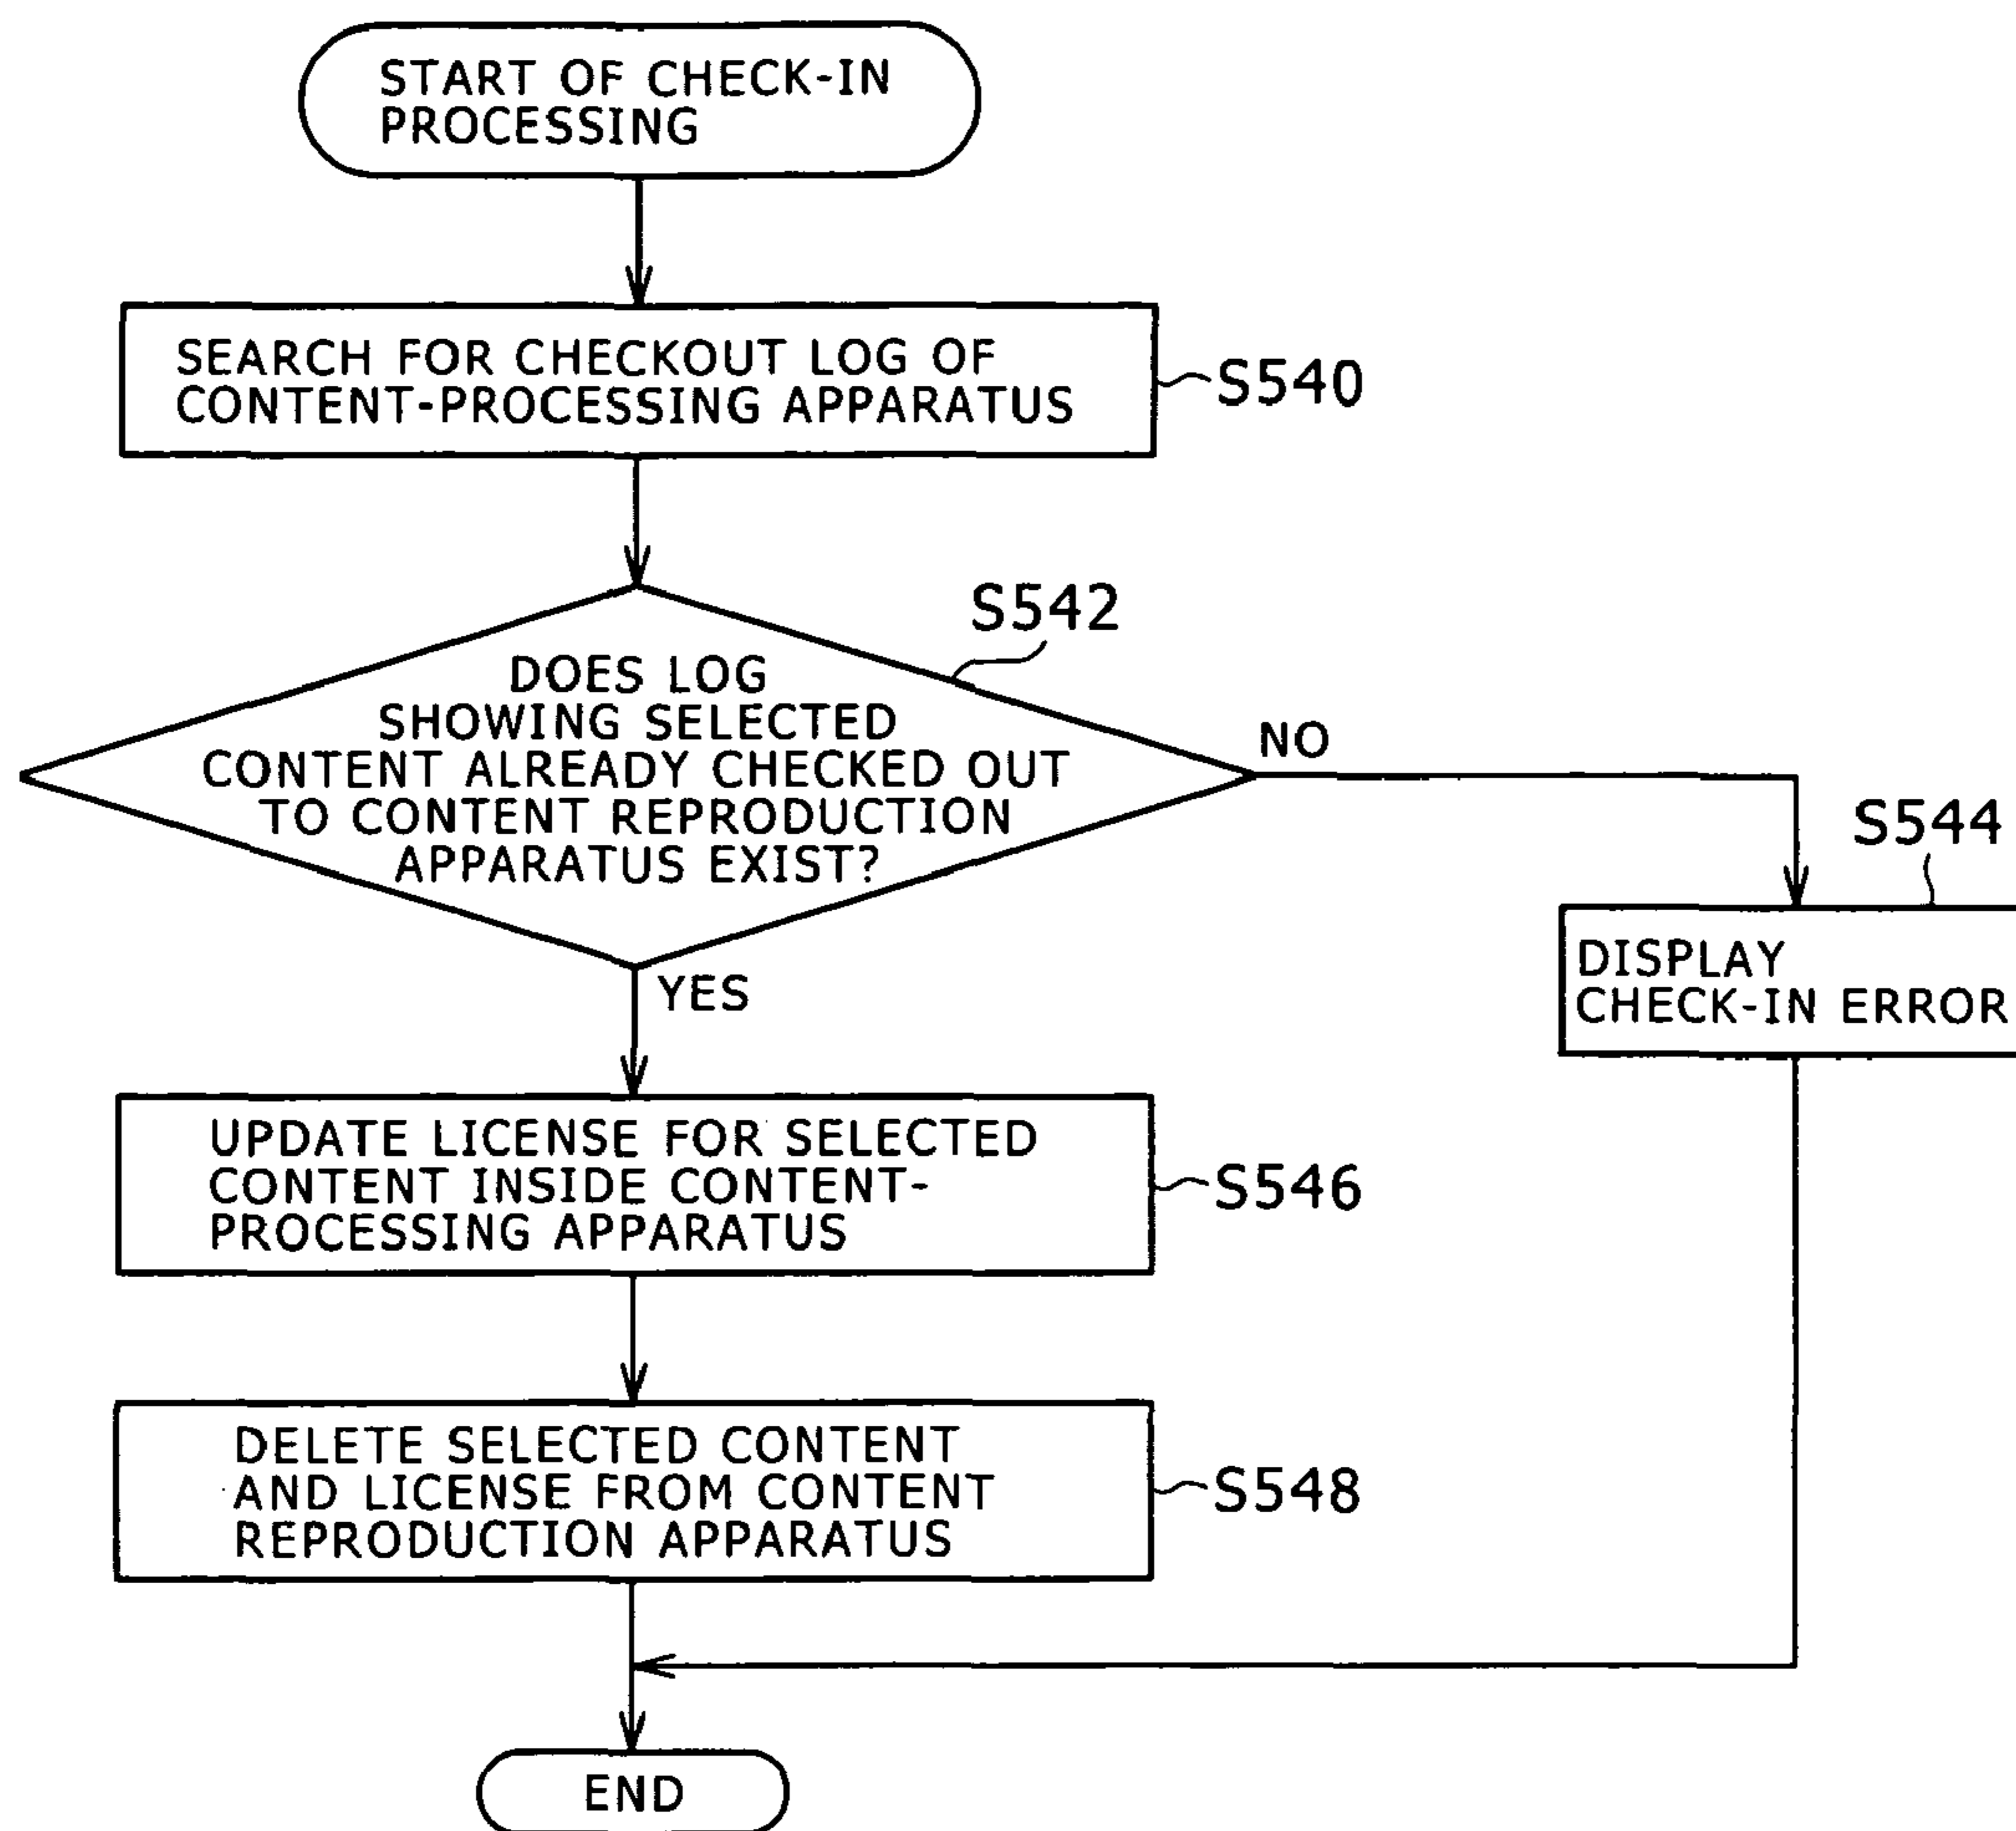 START OF CHECK-IN
PROCESSING
SEARCH FOR CHECKOUT LOG OF
CONTENT-PROCESSING APPARATUS
S540
S542
DOES LOG
SHOWING SELECTED
CONTENT ALREADY CHECKED OUT
TO CONTENT REPRODUCTION
APPARATUS EXIST?
NO
S544
DISPLAY
CHECK-IN ERROR
YES
UPDATE LICENSE FOR SELECTED
CONTENT INSIDE CONTENT-
PROCESSING APPARATUS
S546
DELETE SELECTED CONTENT
AND LICENSE FROM CONTENT
REPRODUCTION APPARATUS
S548
END